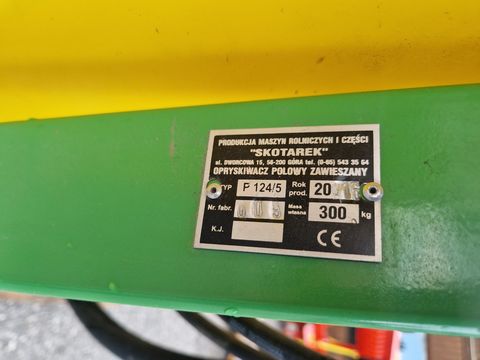 PRODUKCJA MASZYN ROLNICZYCH I CZĘŚCI
"SKOTAREK"
ul. DWORCOWA 15, 56-200 GÓRA tel. (0-65) 543 35 64
OPRYSKIWACZ POLOWY ZAWIESZANY
TYP P 124/5 Rok prod.
Nr. fabr. Masa własna 300 kg
K.J. CE